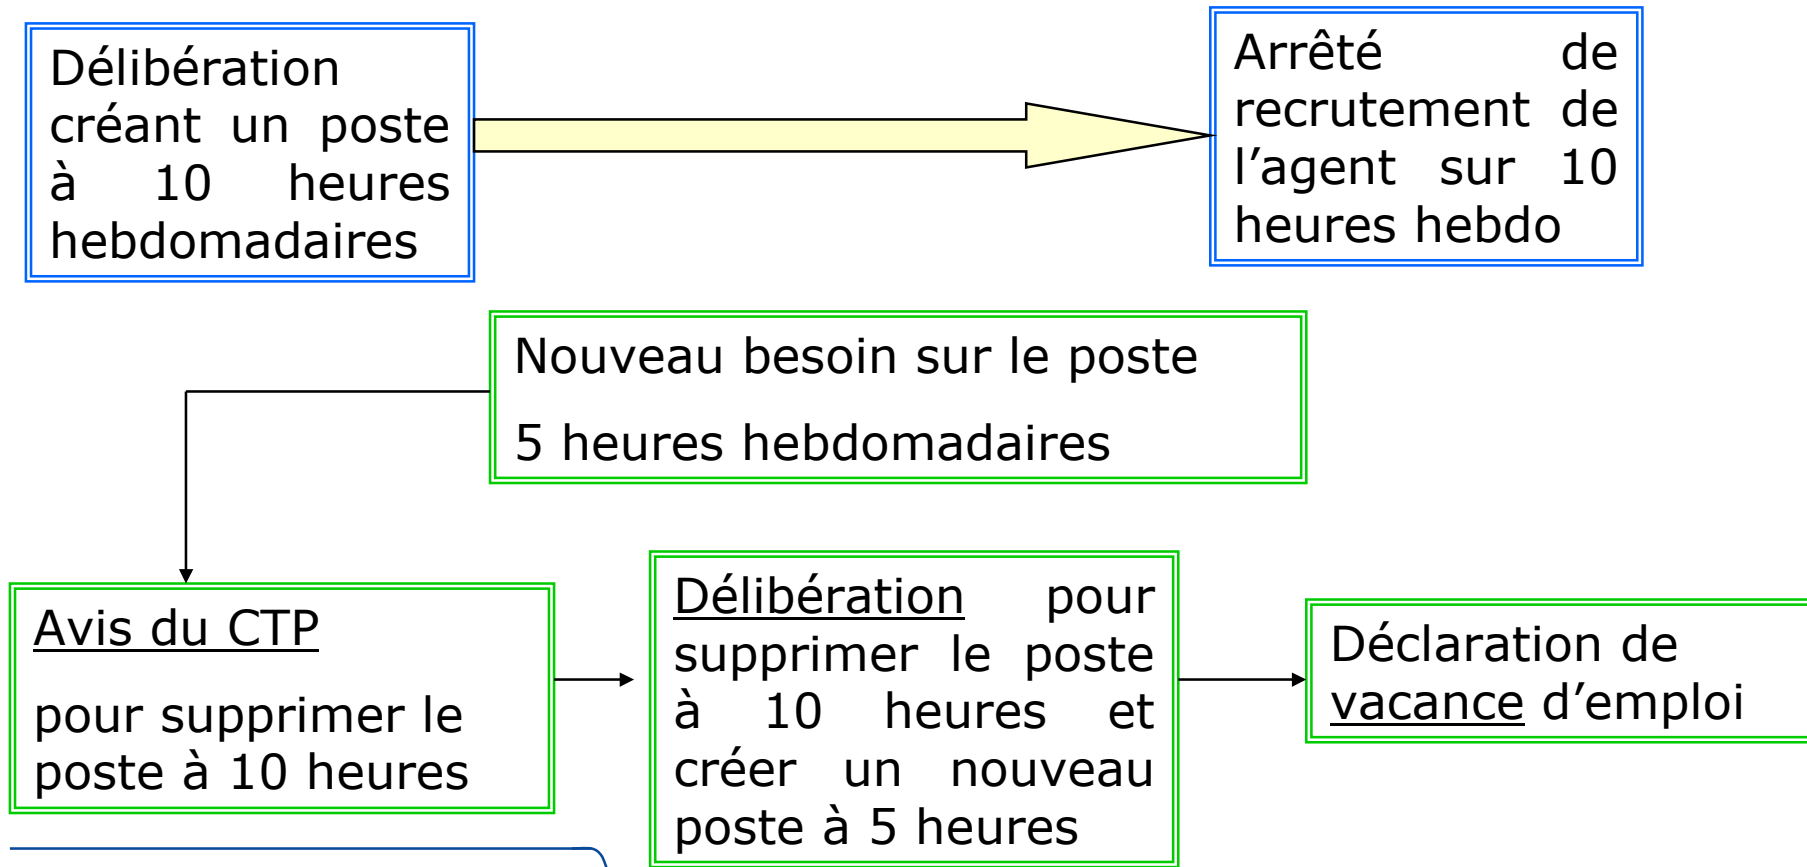 Délibération
créant un poste
à 10 heures
hebdomadaires
Arrêté de
recrutement de
l’agent sur 10
heures hebdo
Nouveau besoin sur le poste
5 heures hebdomadaires
Avis du CTP
pour supprimer le
poste à 10 heures
Délibération pour
supprimer le poste
à 10 heures et
créer un nouveau
poste à 5 heures
Déclaration de
vacance d’emploi